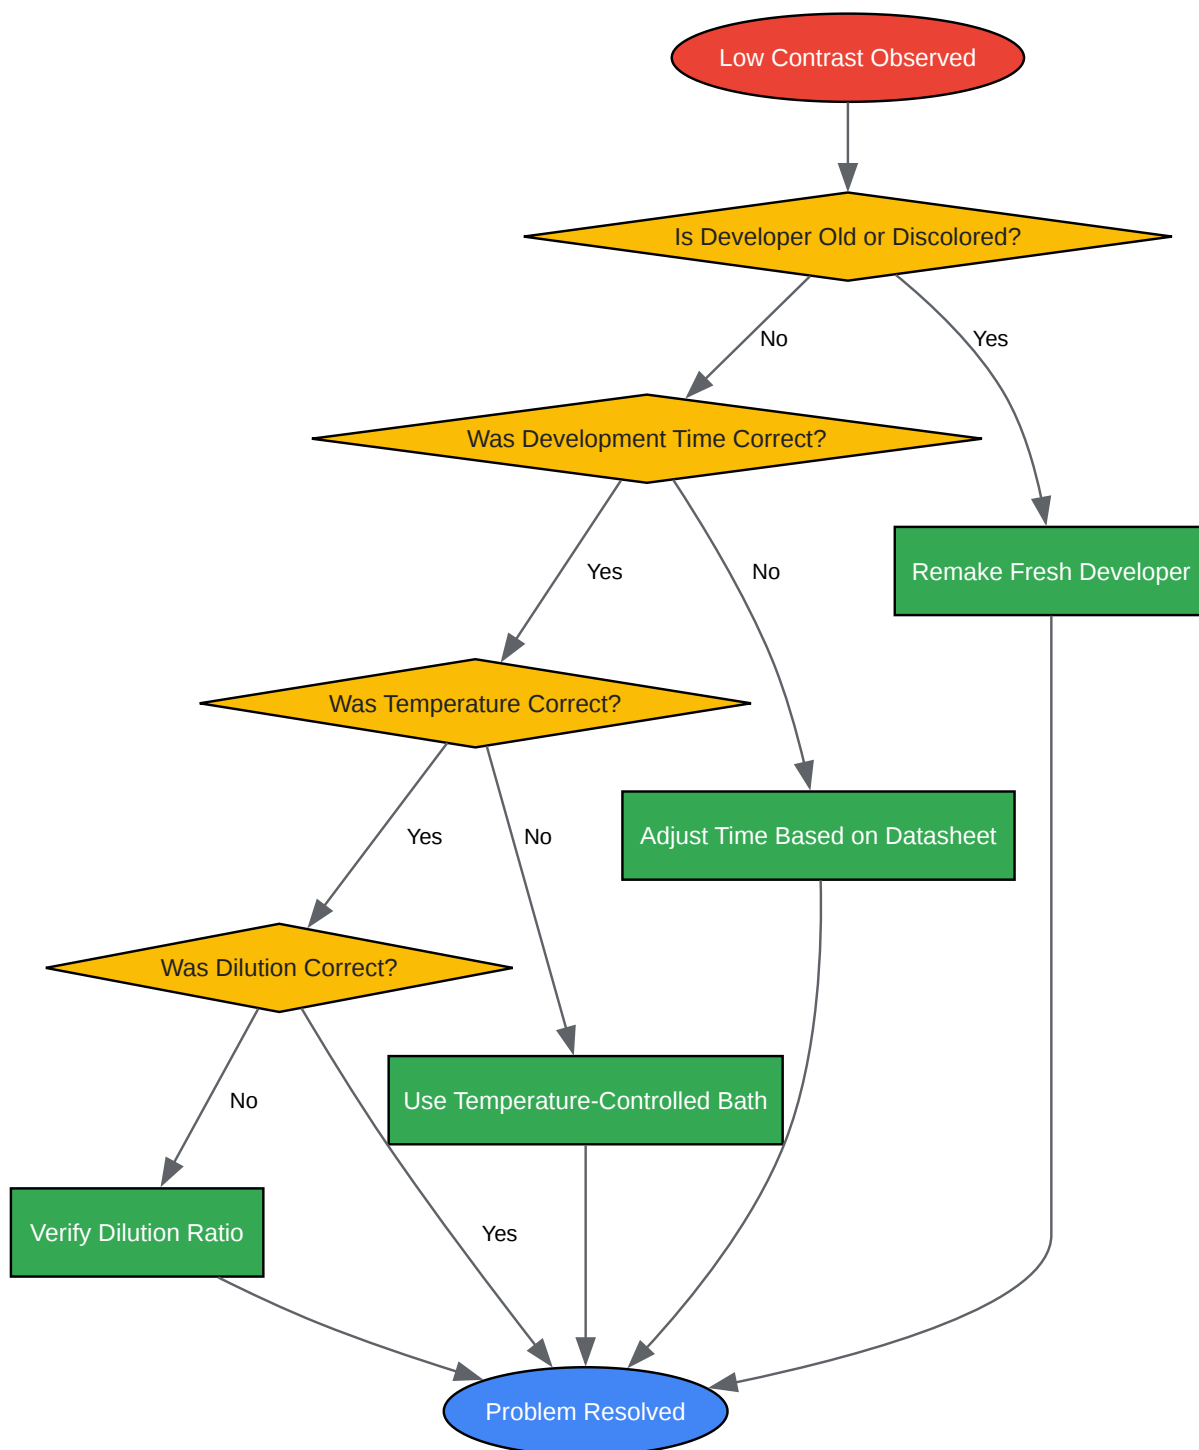 Low Contrast Observed
Is Developer Old or Discolored?
No
Yes
Was Development Time Correct?
Yes
No
Remake Fresh Developer
Was Temperature Correct?
Yes
No
Adjust Time Based on Datasheet
Was Dilution Correct?
No
Use Temperature-Controlled Bath
Verify Dilution Ratio
Yes
Problem Resolved